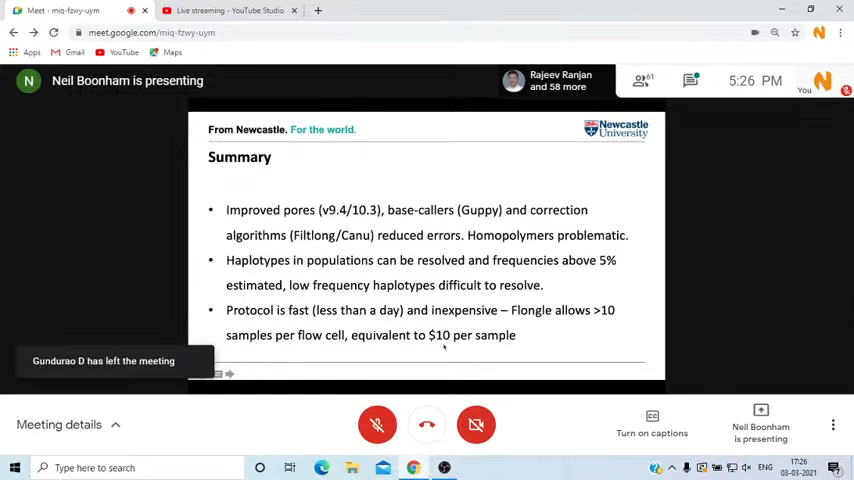 Meet - miq-fzwy-uym
Live streaming - YouTube Studio
meet.google.com/miq-fzwy-uym
Apps
Gmail
YouTube
Maps
N
Neil Boonham is presenting
Rajeev Ranjan
and 58 more
61
5:26 PM
You
From Newcastle. For the world.
Newcastle
University
Summary
• Improved pores (v9.4/10.3), base-callers (Guppy) and correction
algorithms (Filtlong/Canu) reduced errors. Homopolymers problematic.
• Haplotypes in populations can be resolved and frequencies above 5%
estimated, low frequency haplotypes difficult to resolve.
• Protocol is fast (less than a day) and inexpensive – Flongle allows >10
samples per flow cell, equivalent to $10 per sample
Gundurao D has left the meeting
Meeting details
Turn on captions
Neil Boonham
is presenting
Type here to search
ENG
17:26
03-03-2021